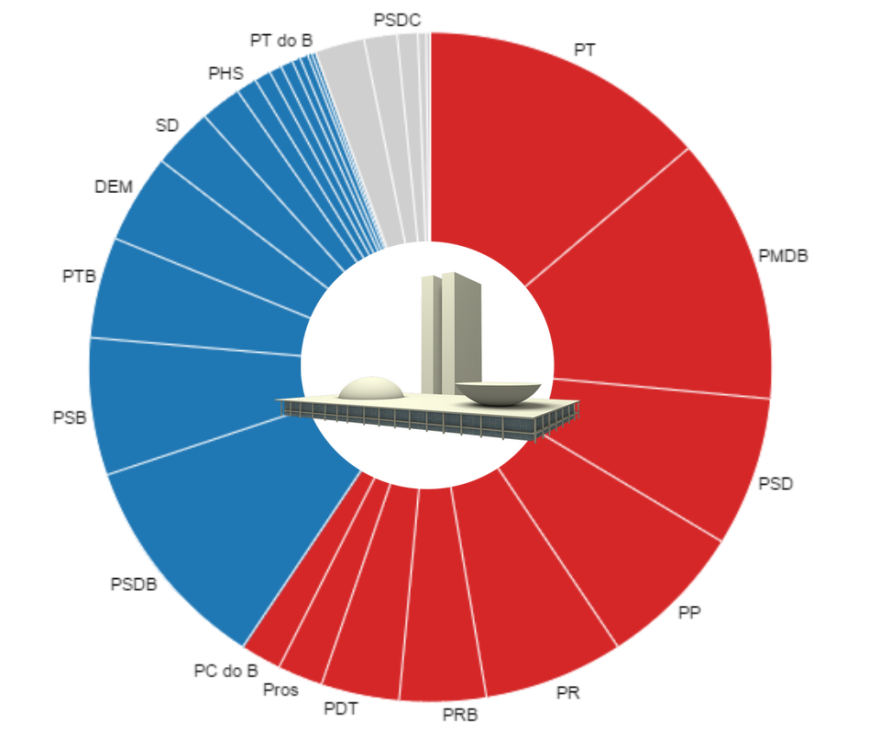 PSDC
PT do B
PT
PHS
SD
DEM
PMDB
PTB
PSB
PSD
PSDB
PP
PC do B
Pros
PR
PDT
PRB